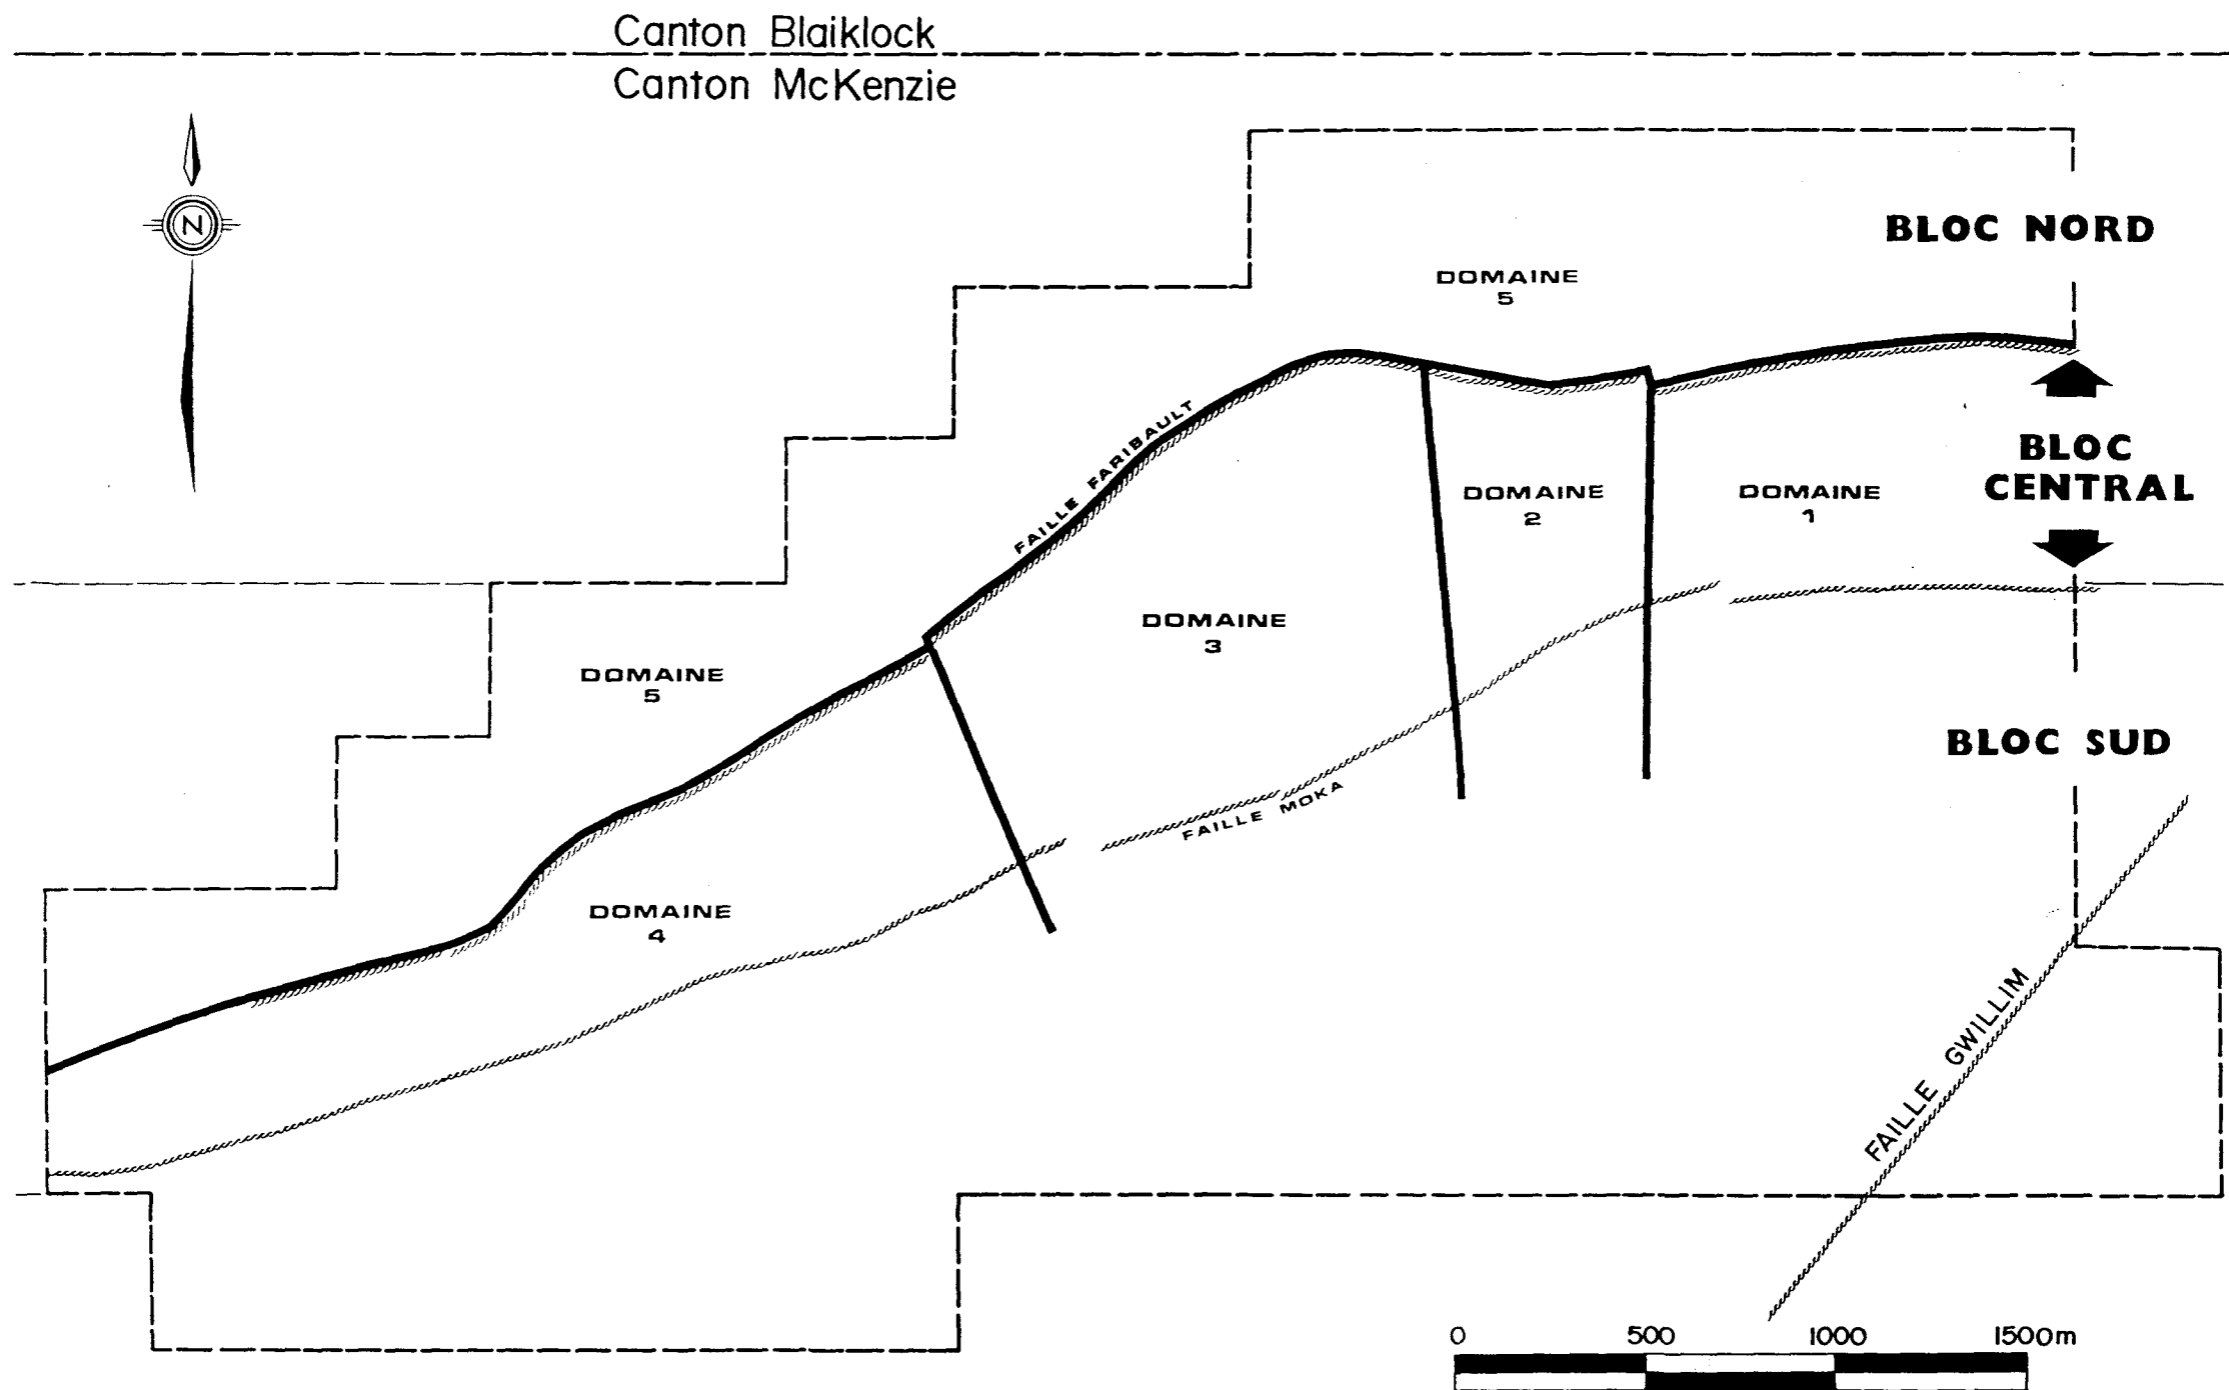 Canton Blaiklock
Canton McKenzie
N
BLOC NORD
DOMAINE
5
FAILLE FARIBAULT
BLOC
CENTRAL
DOMAINE
2
DOMAINE
1
DOMAINE
3
DOMAINE
5
BLOC SUD
FAILLE MOKA
DOMAINE
4
FAILLE GWILLIM
0 500 1000 1500m